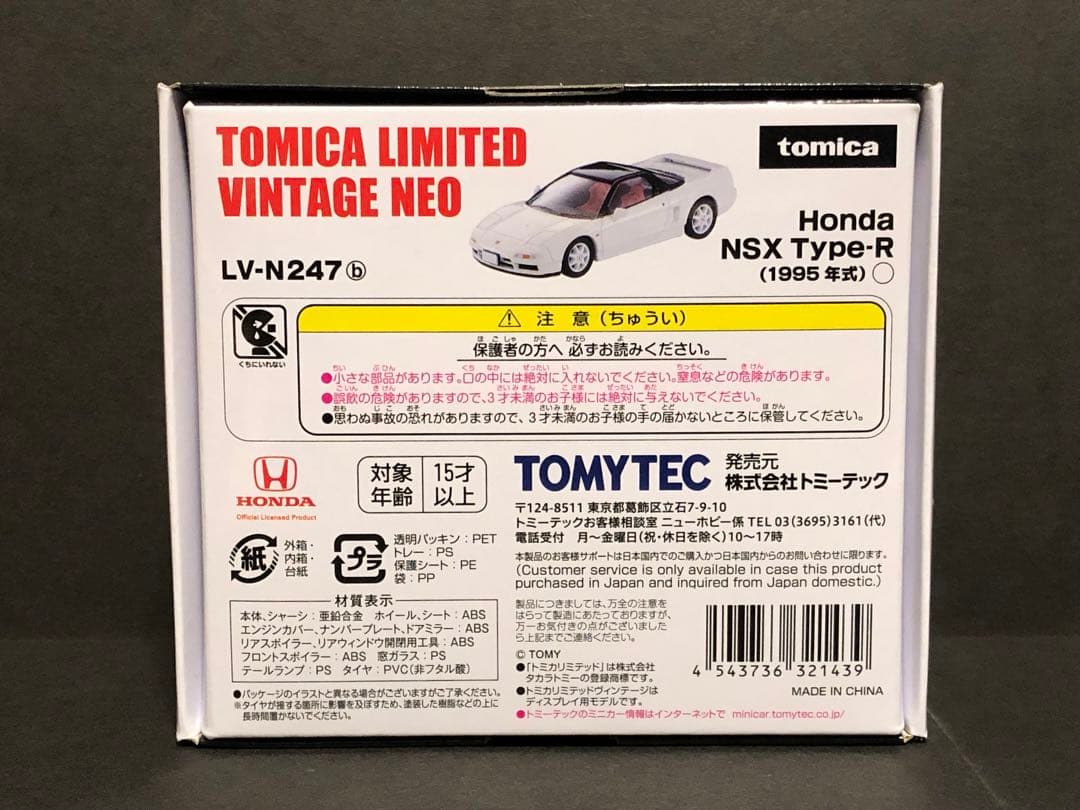 TOMICA LIMITED
VINTAGE NEO
LV-N247ⓑ
tomica
Honda
NSX Type-R
(1995年式)○
くちにいれない
⚠ 注 意 (ちゅうい)
保護者の方へ 必ずお読みください。
●小さな部品があります。口の中には絶対に入れないでください。窒息などの危険があります。
●誤飲の危険がありますので、3才未満のお子様には絶対に与えないでください。
●思わぬ事故の恐れがありますので、3才未満のお子様の手の届かないところに保管してください。
HONDA
Official Licensed Product
対象年齢
15才以上
TOMYTEC
発売元
株式会社トミーテック
〒124-8511 東京都葛飾区立石7-9-10
トミーテックお客様相談室 ニューホビー係 TEL 03(3695)3161(代)
電話受付 月〜金曜日(祝・休日を除く)10〜17時
本製品のお客様サポートは日本国内でのご購入かつ日本国内からのお問い合わせに限ります。
(Customer service is only available in case this product
purchased in Japan and inquired from Japan domestic.)
紙
外箱・
内箱・
台紙
プラ
透明パッキン:PET
トレー:PS
保護シート:PE
袋:PP
材質表示
本体、シャーシ:亜鉛合金 ホイール、シート:ABS
エンジンカバー、ナンバープレート、ドアミラー:ABS
リアスポイラー、リアウィンドウ開閉用工具:ABS
フロントスポイラー:ABS 窓ガラス:PS
テールランプ:PS タイヤ:PVC(非フタル酸)
●パッケージのイラストと異なる場合がございますがご了承ください。
※タイヤが接する箇所に影響を及ぼすため、塗装した樹脂などの上に
長時間置かないでください。
製品につきましては、万全の注意を
はらって製造にあたっておりますが、
万一お気付きの点がございました
ら上記までご連絡ください。
© TOMY
●「トミカリミテッド」は株式会社
タカラトミーの登録商標です。
●トミカリミテッドヴィンテージは
ディスプレイ用モデルです。
●トミーテックのミニカー情報はインターネットで minicar.tomytec.co.jp/
4 543736 321439
MADE IN CHINA